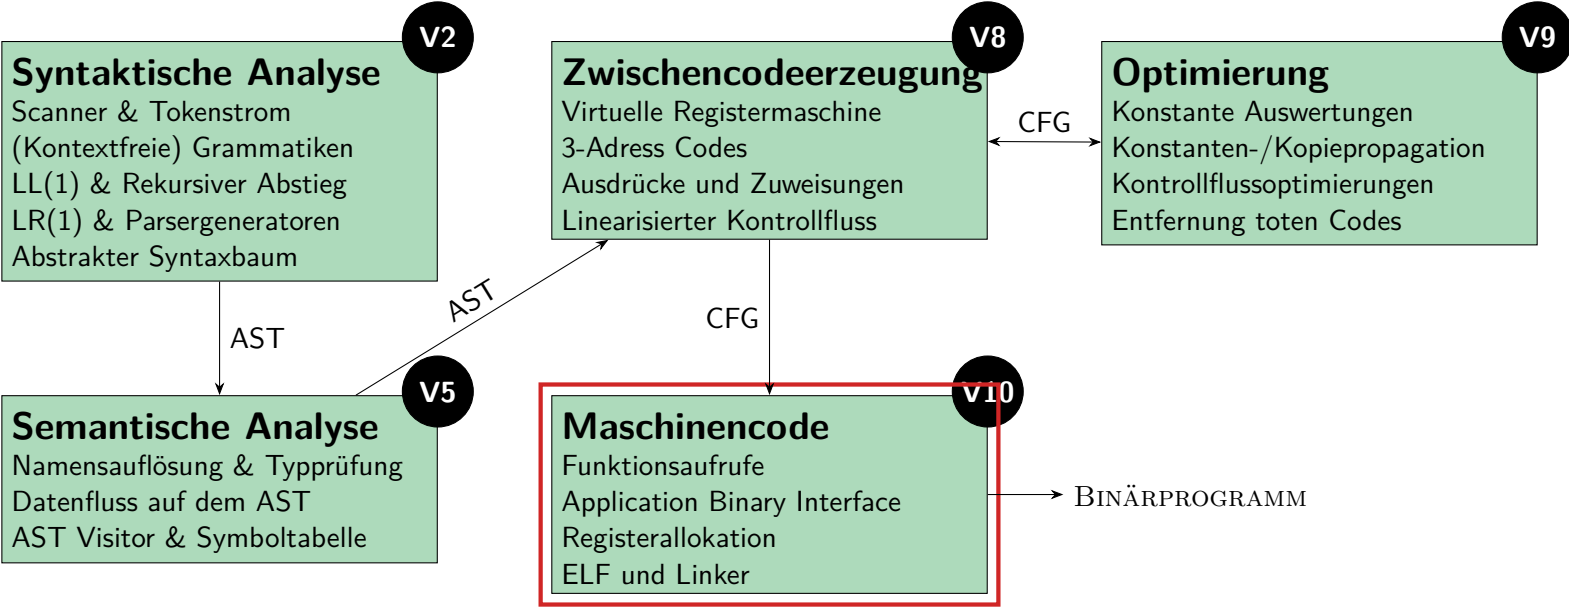 V2
Syntaktische Analyse
Scanner & Tokenstrom
(Kontextfreie) Grammatiken
LL(1) & Rekursiver Abstieg
LR(1) & Parsergeneratoren
Abstrakter Syntaxbaum
AST
V5
Semantische Analyse
Namensauflösung & Typprüfung
Datenfluss auf dem AST
AST Visitor & Symboltabelle
AST
V8
Zwischencodeerzeugung
Virtuelle Registermaschine
3-Adress Codes
Ausdrücke und Zuweisungen
Linearisierter Kontrollfluss
CFG
V9
Optimierung
Konstante Auswertungen
Konstanten-/Kopiepropagation
Kontrollflussoptimierungen
Entfernung toten Codes
CFG
V10
Maschinencode
Funktionsaufrufe
Application Binary Interface
Registerallokation
ELF und Linker
BINÄRPROGRAMM